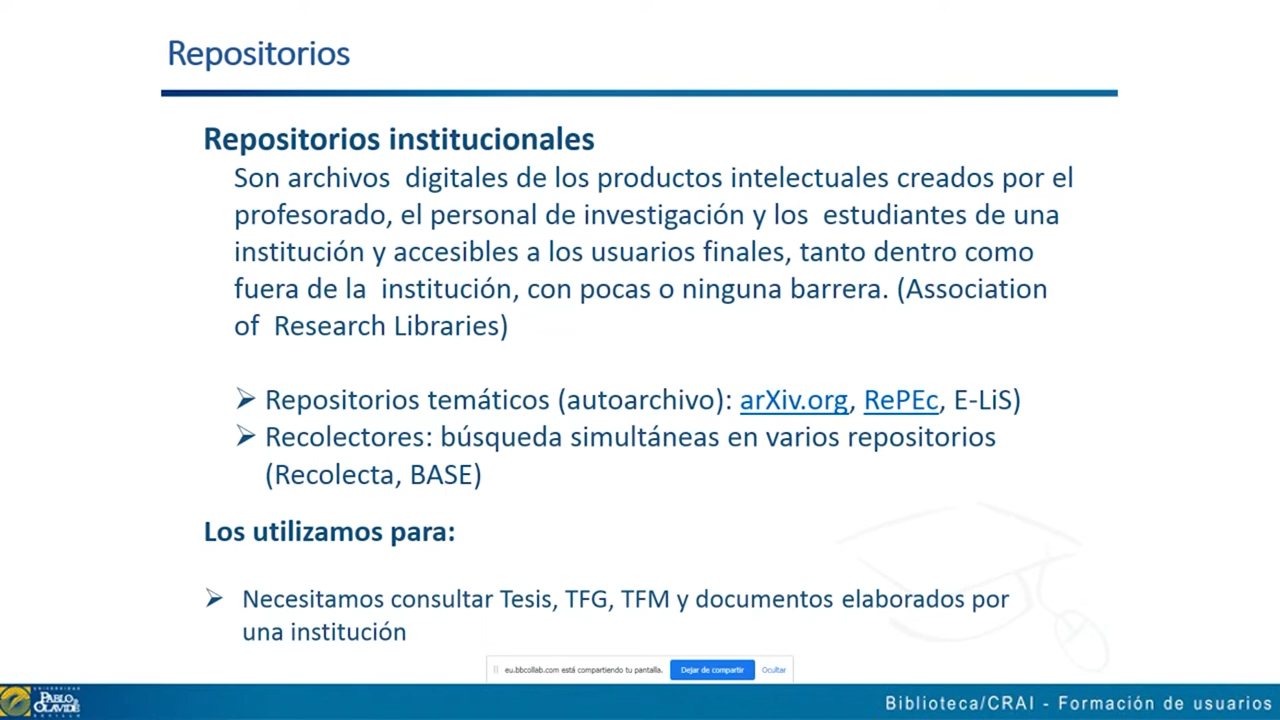 Repositorios
Repositorios institucionales
Son archivos digitales de los productos intelectuales creados por el
profesorado, el personal de investigación y los estudiantes de una
institución y accesibles a los usuarios finales, tanto dentro como
fuera de la institución, con pocas o ninguna barrera. (Association
of Research Libraries)
Repositorios temáticos (autoarchivo): arXiv.org, RePEc, E-LiS)
Recolectores: búsqueda simultáneas en varios repositorios
(Recolecta, BASE)
Los utilizamos para:
Necesitamos consultar Tesis, TFG, TFM y documentos elaborados por
una institución
eu.bbcollab.com está compartiendo tu pantalla. Dejar de compartir Ocultar
UNIVERSIDAD
PABLO DE
OLAVIDE
SEVILLA
Biblioteca/CRAI - Formación de usuarios